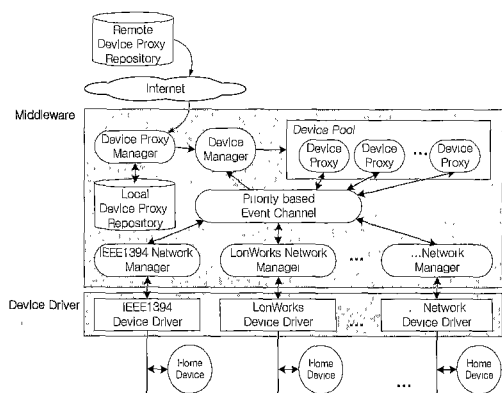 Remote
Device Proxy
Repository
Internet
Middleware
Device Proxy
Manager
Device
Manager
Device Pool
Device
Proxy
Device
Proxy
...
Device
Proxy
Local
Device Proxy
Repository
Priority based
Event Channel
IEEE1394 Network
Manager
LonWorks Network
Manager
...
...Network
Manager
Device Driver
IEEE1394
Device Driver
LonWorks
Device Driver
...
Network
Device Driver
Home
Device
Home
Device
...
Home
Device